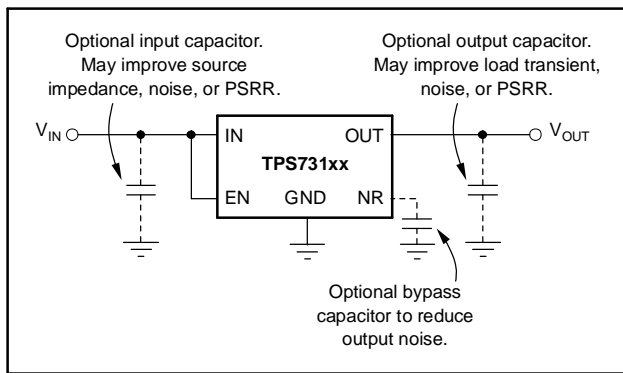 Optional input capacitor.
May improve source
impedance, noise, or PSRR.
Optional output capacitor.
May improve load transient,
noise, or PSRR.
VIN
IN
OUT
VOUT
TPS731xx
EN
GND
NR
Optional bypass
capacitor to reduce
output noise.